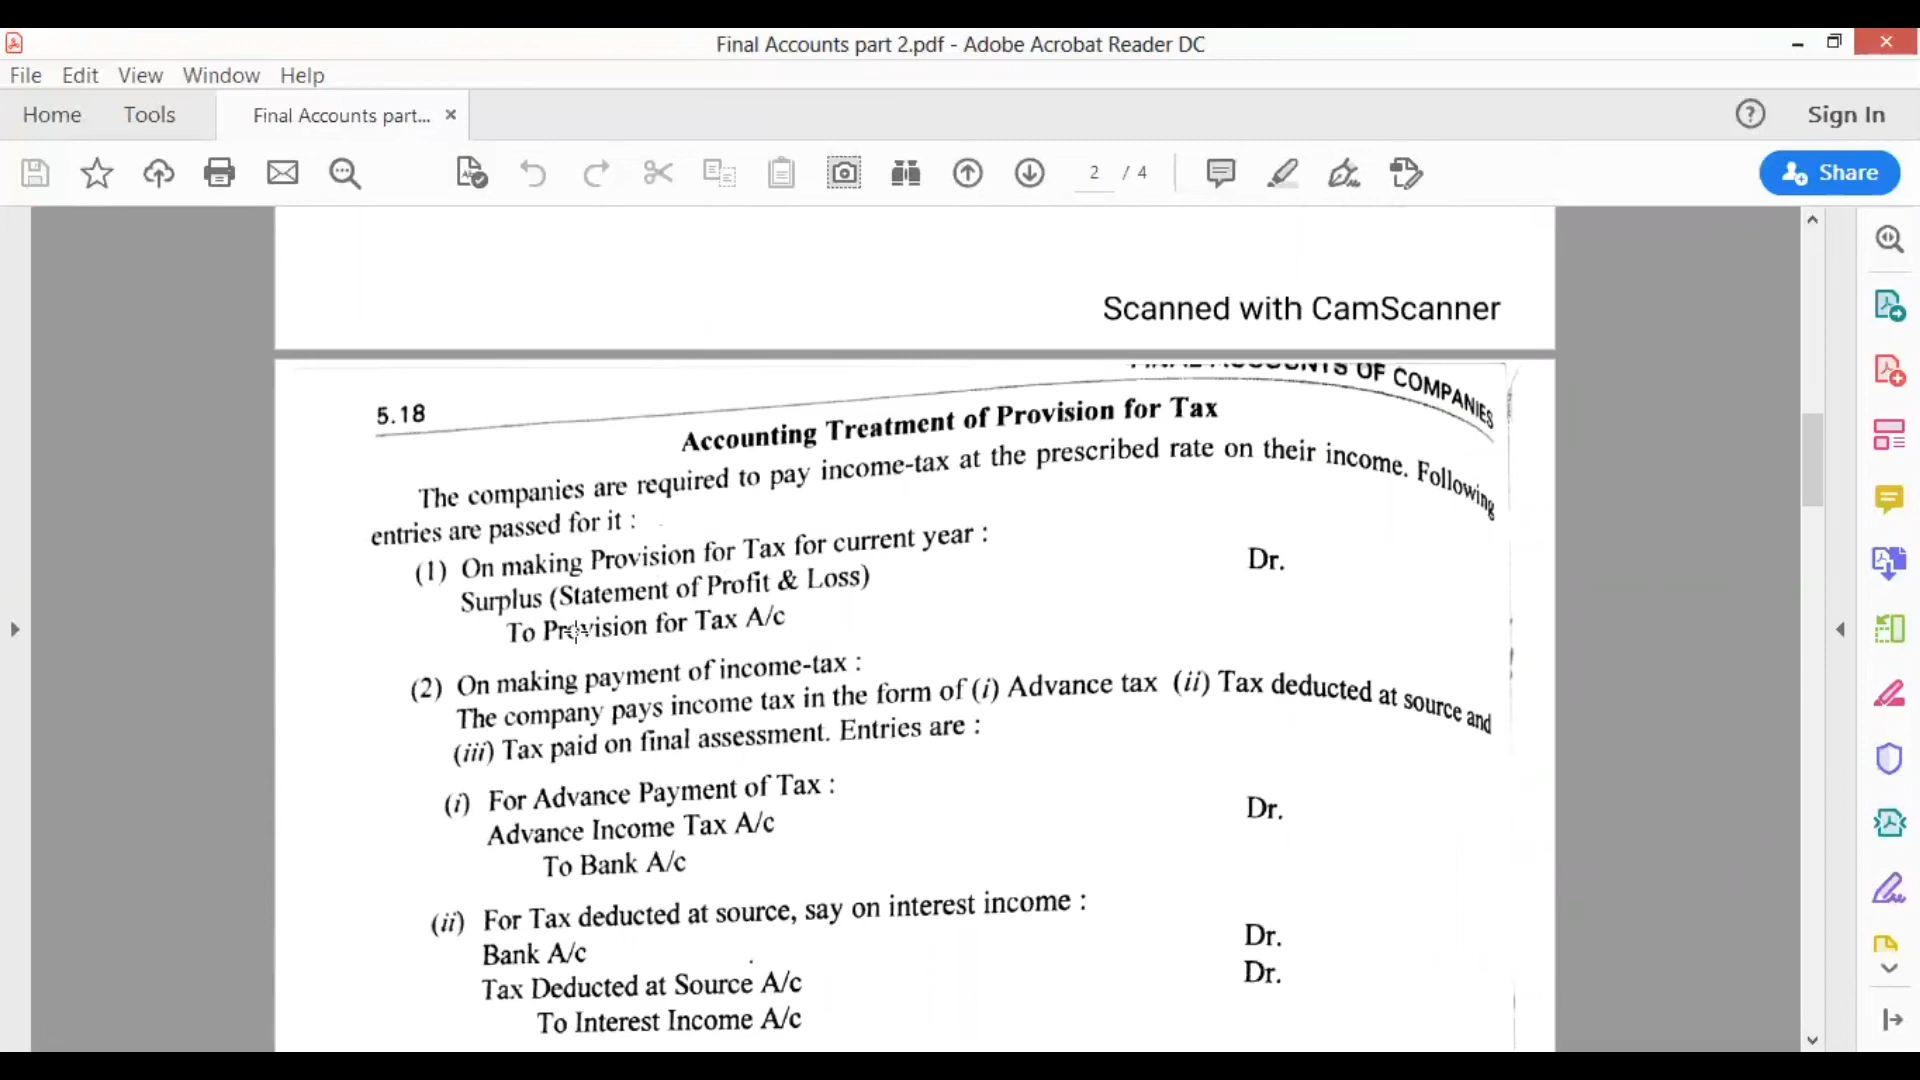 Final Accounts part 2.pdf - Adobe Acrobat Reader DC
File Edit View Window Help
Home Tools Final Accounts part... × Sign In
2 / 4 Share
Scanned with CamScanner
FINAL ACCOUNTS OF COMPANIES
5.18
Accounting Treatment of Provision for Tax
The companies are required to pay income-tax at the prescribed rate on their income. Following
entries are passed for it :
(1) On making Provision for Tax for current year :
Surplus (Statement of Profit & Loss) Dr.
To Provision for Tax A/c
(2) On making payment of income-tax :
The company pays income tax in the form of (i) Advance tax (ii) Tax deducted at source and
(iii) Tax paid on final assessment. Entries are :
(i) For Advance Payment of Tax :
Advance Income Tax A/c Dr.
To Bank A/c
(ii) For Tax deducted at source, say on interest income :
Bank A/c Dr.
Tax Deducted at Source A/c Dr.
To Interest Income A/c